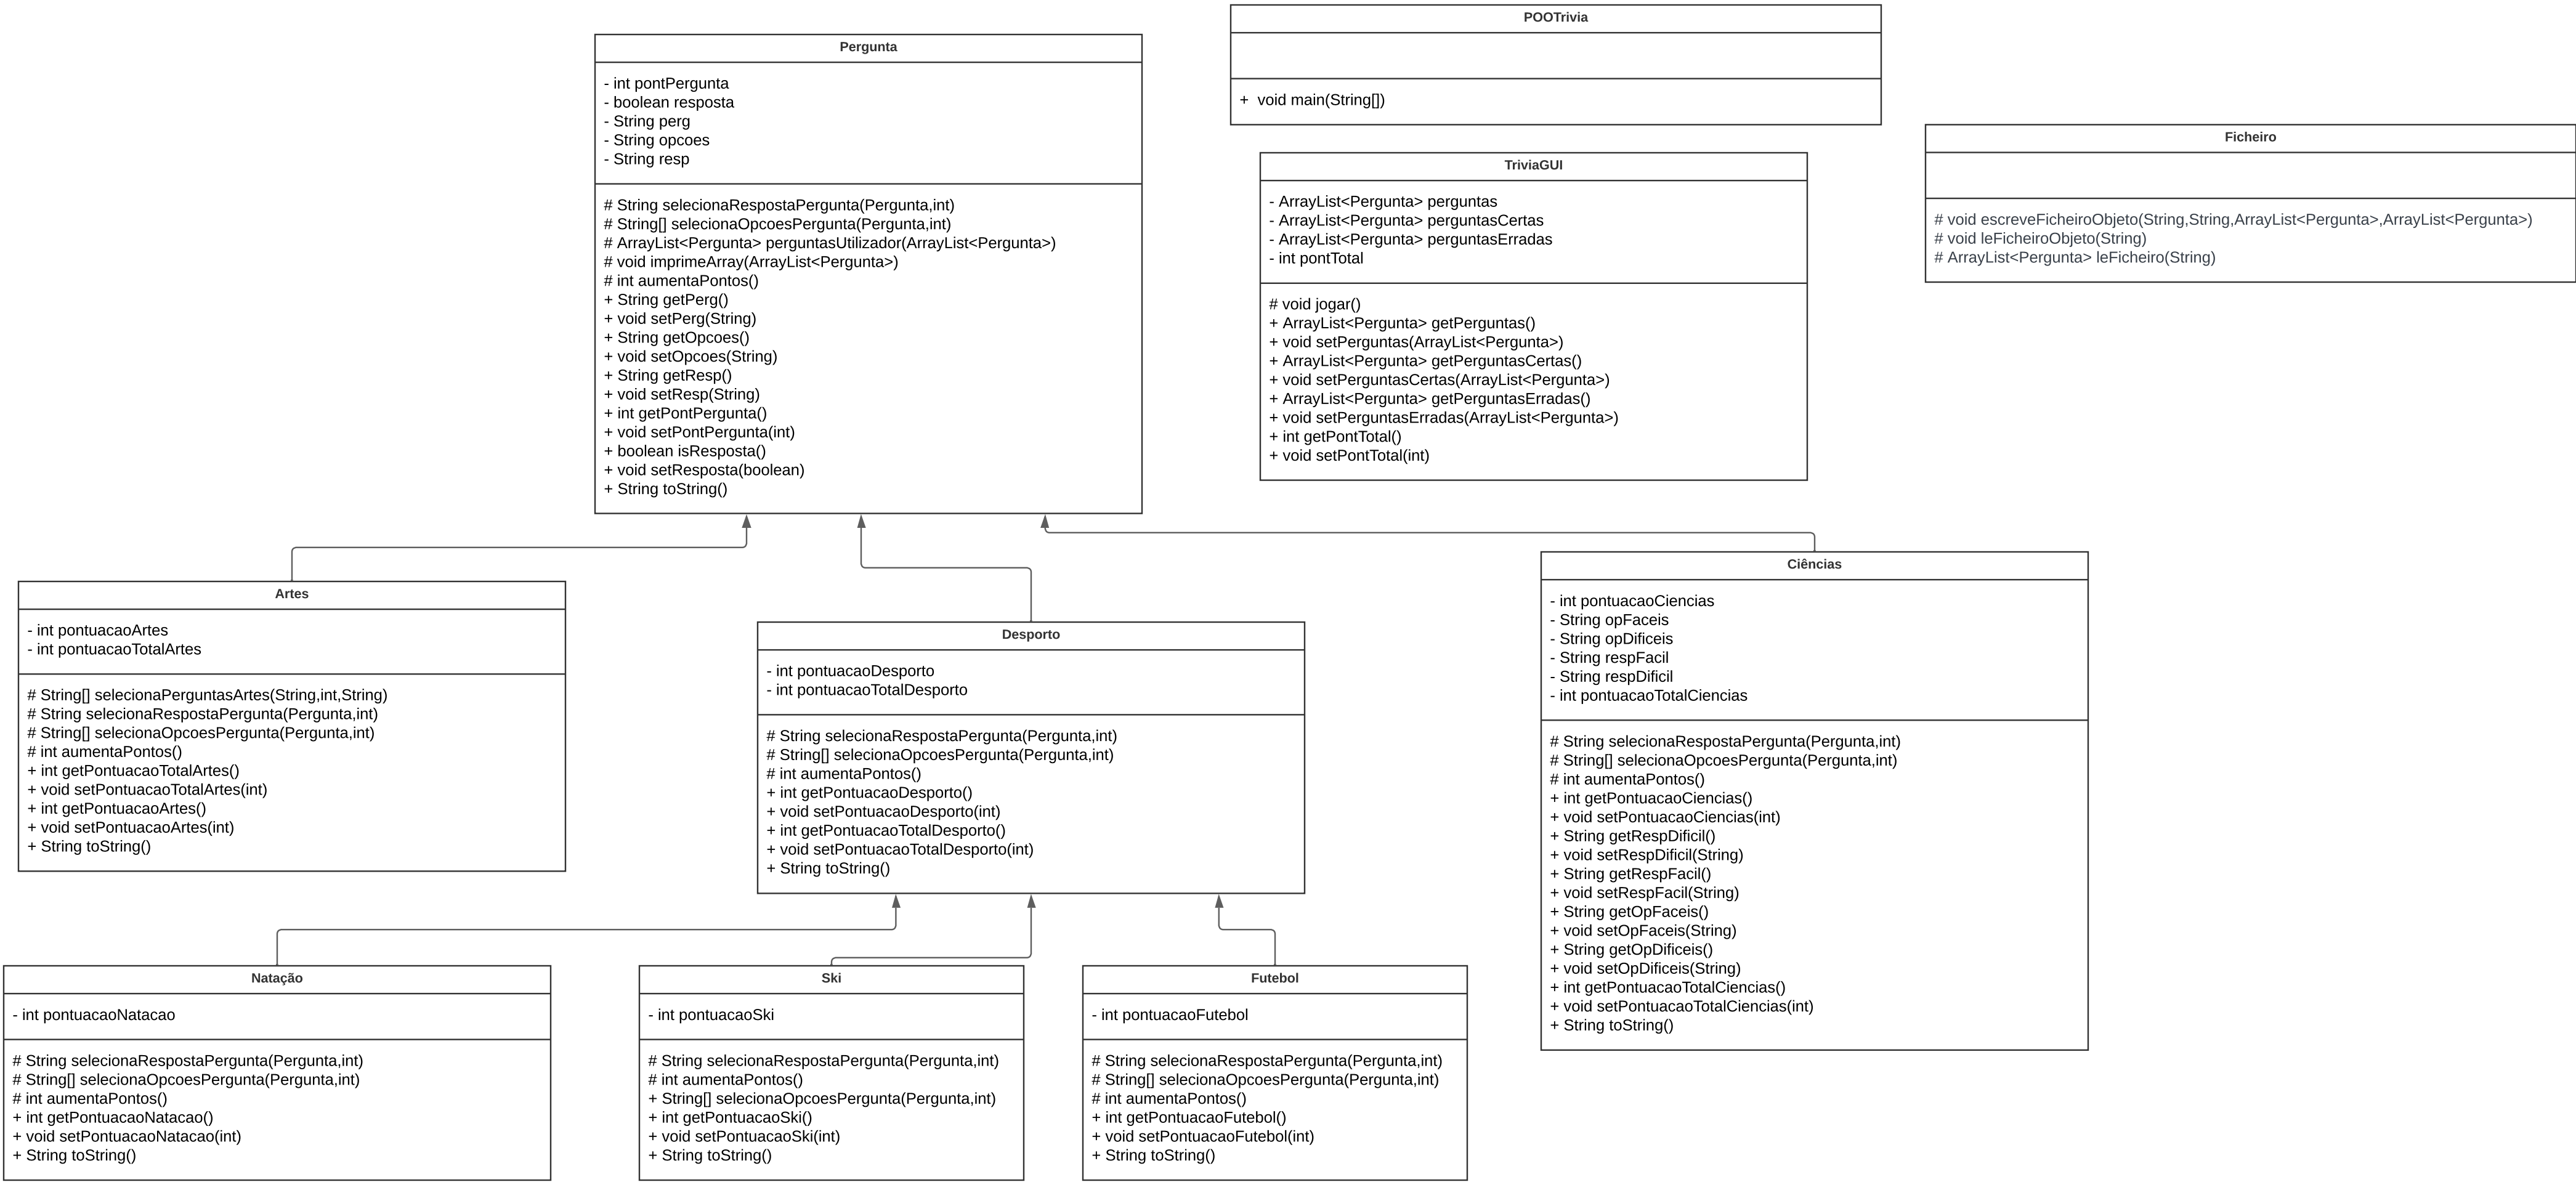 POOTrivia
+  void main(String[])
Pergunta
- int pontPergunta
- boolean resposta
- String perg
- String opcoes
- String resp
# String selecionaRespostaPergunta(Pergunta,int)
# String[] selecionaOpcoesPergunta(Pergunta,int)
# ArrayList<Pergunta> perguntasUtilizador(ArrayList<Pergunta>)
# void imprimeArray(ArrayList<Pergunta>)
# int aumentaPontos()
+ String getPerg()
+ void setPerg(String)
+ String getOpcoes()
+ void setOpcoes(String)
+ String getResp()
+ void setResp(String)
+ int getPontPergunta()
+ void setPontPergunta(int)
+ boolean isResposta()
+ void setResposta(boolean)
+ String toString()
TriviaGUI
- ArrayList<Pergunta> perguntas
- ArrayList<Pergunta> perguntasCertas
- ArrayList<Pergunta> perguntasErradas
- int pontTotal
# void jogar()
+ ArrayList<Pergunta> getPerguntas()
+ void setPerguntas(ArrayList<Pergunta>)
+ ArrayList<Pergunta> getPerguntasCertas()
+ void setPerguntasCertas(ArrayList<Pergunta>)
+ ArrayList<Pergunta> getPerguntasErradas()
+ void setPerguntasErradas(ArrayList<Pergunta>)
+ int getPontTotal()
+ void setPontTotal(int)
Ficheiro
# void escreveFicheiroObjeto(String,String,ArrayList<Pergunta>,ArrayList<Pergunta>)
# void leFicheiroObjeto(String)
# ArrayList<Pergunta> leFicheiro(String)
Artes
- int pontuacaoArtes
- int pontuacaoTotalArtes
# String[] selecionaPerguntasArtes(String,int,String)
# String selecionaRespostaPergunta(Pergunta,int)
# String[] selecionaOpcoesPergunta(Pergunta,int)
# int aumentaPontos()
+ int getPontuacaoTotalArtes()
+ void setPontuacaoTotalArtes(int)
+ int getPontuacaoArtes()
+ void setPontuacaoArtes(int)
+ String toString()
Desporto
- int pontuacaoDesporto
- int pontuacaoTotalDesporto
# String selecionaRespostaPergunta(Pergunta,int)
# String[] selecionaOpcoesPergunta(Pergunta,int)
# int aumentaPontos()
+ int getPontuacaoDesporto()
+ void setPontuacaoDesporto(int)
+ int getPontuacaoTotalDesporto()
+ void setPontuacaoTotalDesporto(int)
+ String toString()
Ciências
- int pontuacaoCiencias
- String opFaceis
- String opDificeis
- String respFacil
- String respDificil
- int pontuacaoTotalCiencias
# String selecionaRespostaPergunta(Pergunta,int)
# String[] selecionaOpcoesPergunta(Pergunta,int)
# int aumentaPontos()
+ int getPontuacaoCiencias()
+ void setPontuacaoCiencias(int)
+ String getRespDificil()
+ void setRespDificil(String)
+ String getRespFacil()
+ void setRespFacil(String)
+ String getOpFaceis()
+ void setOpFaceis(String)
+ String getOpDificeis()
+ void setOpDificeis(String)
+ int getPontuacaoTotalCiencias()
+ void setPontuacaoTotalCiencias(int)
+ String toString()
Natação
- int pontuacaoNatacao
# String selecionaRespostaPergunta(Pergunta,int)
# String[] selecionaOpcoesPergunta(Pergunta,int)
# int aumentaPontos()
+ int getPontuacaoNatacao()
+ void setPontuacaoNatacao(int)
+ String toString()
Ski
- int pontuacaoSki
# String selecionaRespostaPergunta(Pergunta,int)
# int aumentaPontos()
+ String[] selecionaOpcoesPergunta(Pergunta,int)
+ int getPontuacaoSki()
+ void setPontuacaoSki(int)
+ String toString()
Futebol
- int pontuacaoFutebol
# String selecionaRespostaPergunta(Pergunta,int)
# String[] selecionaOpcoesPergunta(Pergunta,int)
# int aumentaPontos()
+ int getPontuacaoFutebol()
+ void setPontuacaoFutebol(int)
+ String toString()